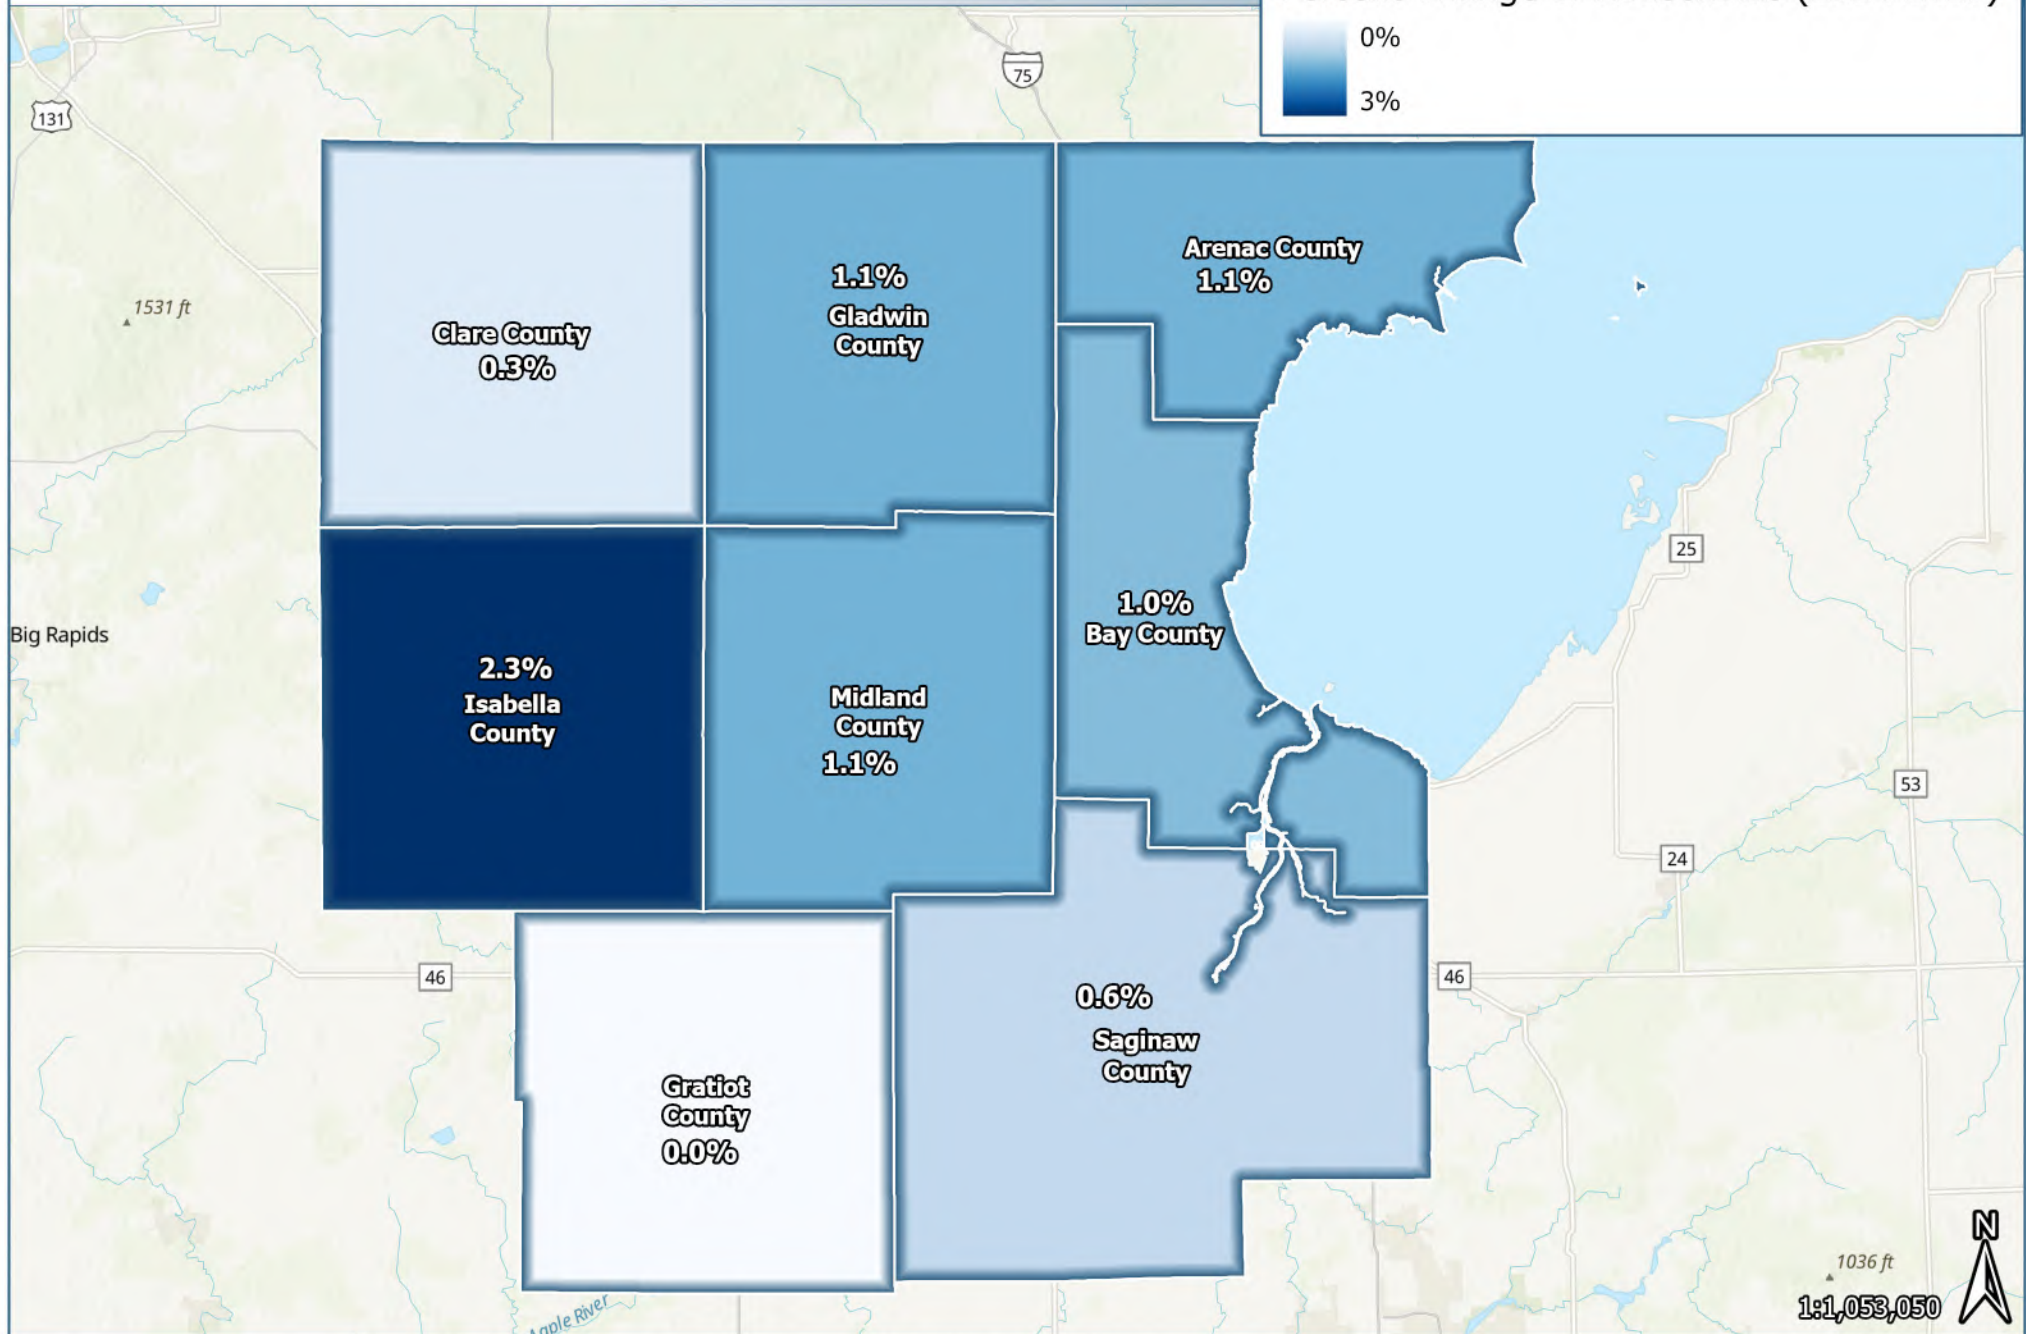 0%
3%
75
131
Arenac County
1.1%
1.1%
Gladwin
County
1531 ft
Clare County
0.3%
25
1.0%
Bay County
Big Rapids
2.3%
Isabella
County
Midland
County
1.1%
53
24
46
46
0.6%
Saginaw
County
Gratiot
County
0.0%
N
1036 ft
1:1,053,050
River